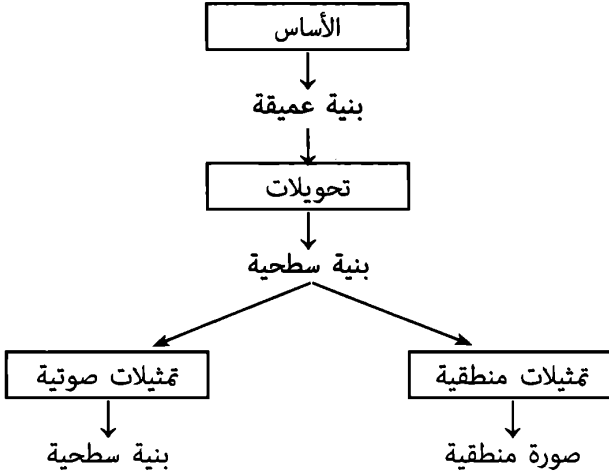 الأساس
بنية عميقة
تحويلات
بنية سطحية
تمثيلات منطقية
تمثيلات صوتية
صورة منطقية
بنية سطحية